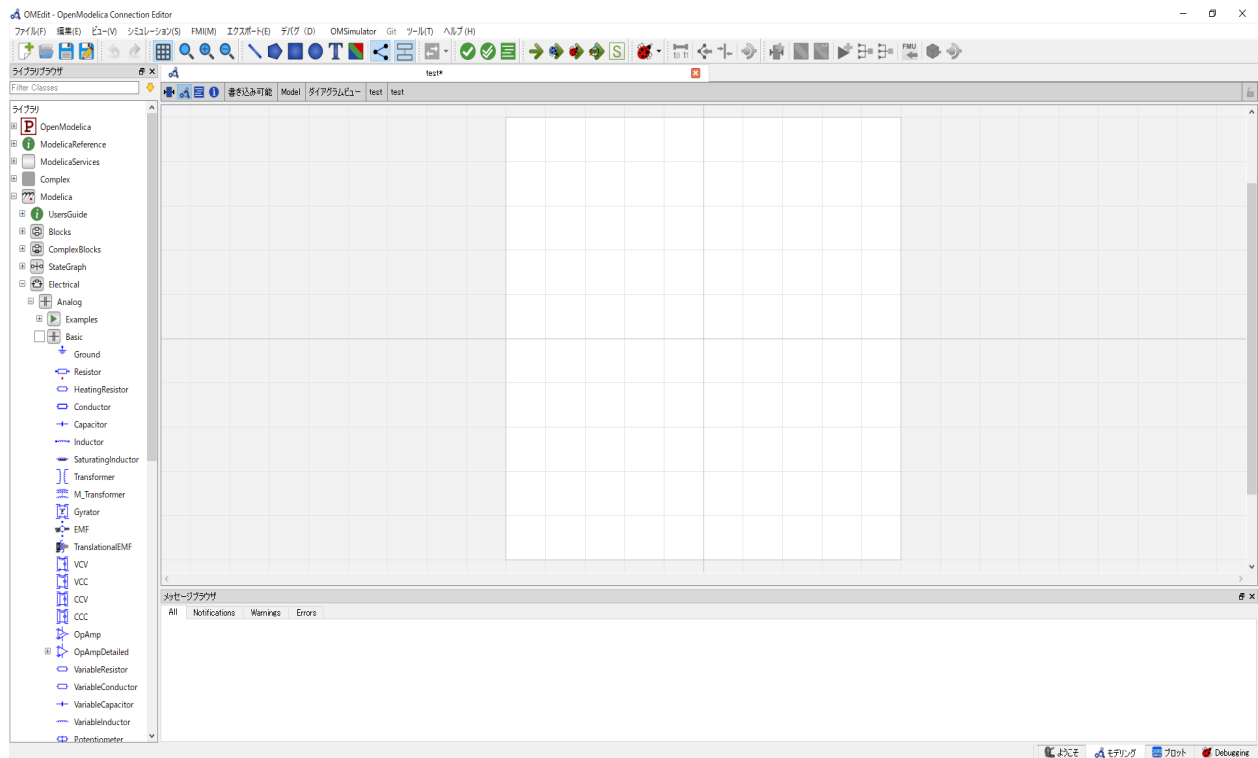 OMEdit - OpenModelica Connection Editor
ファイル(F) 編集(E) ビュー(V) シミュレーション(S) FMI(M) エクスポート(E) デバグ (D) OMSimulator Git ツール(T) ヘルプ(H)
T S to to FMU
ライブラリブラウザ test*
Filter Classes 書き込み可能 Model ダイアグラムビュー test test
ライブラリ
P OpenModelica
i ModelicaReference
ModelicaServices
Complex
Modelica
i UsersGuide
Blocks
ComplexBlocks
StateGraph
Electrical
Analog
Examples
Basic
Ground
Resistor
HeatingResistor
Conductor
Capacitor
Inductor
SaturatingInductor
Transformer
M_Transformer
Gyrator
EMF
TranslationalEMF
VCV
VCC
CCV
CCC
OpAmp
OpAmpDetailed
VariableResistor
VariableConductor
VariableCapacitor
VariableInductor
Potentiometer
メッセージブラウザ
All Notifications Warnings Errors
ようこそ モデリング プロット Debugging